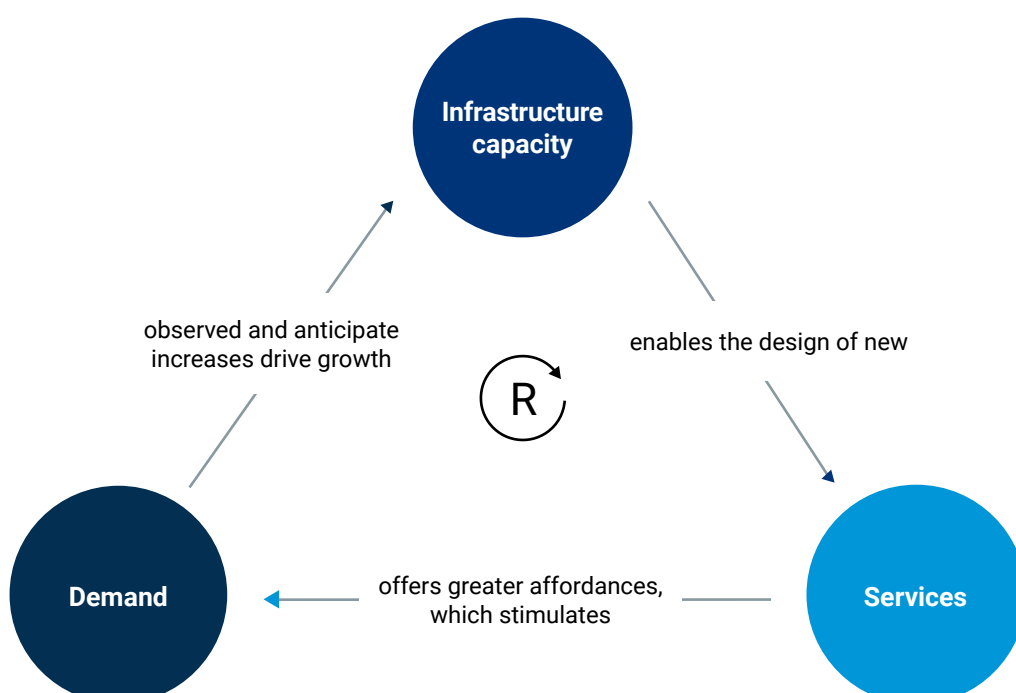 Infrastructure
capacity
observed and anticipate
increases drive growth
enables the design of new
R
Demand
offers greater affordances,
which stimulates
Services